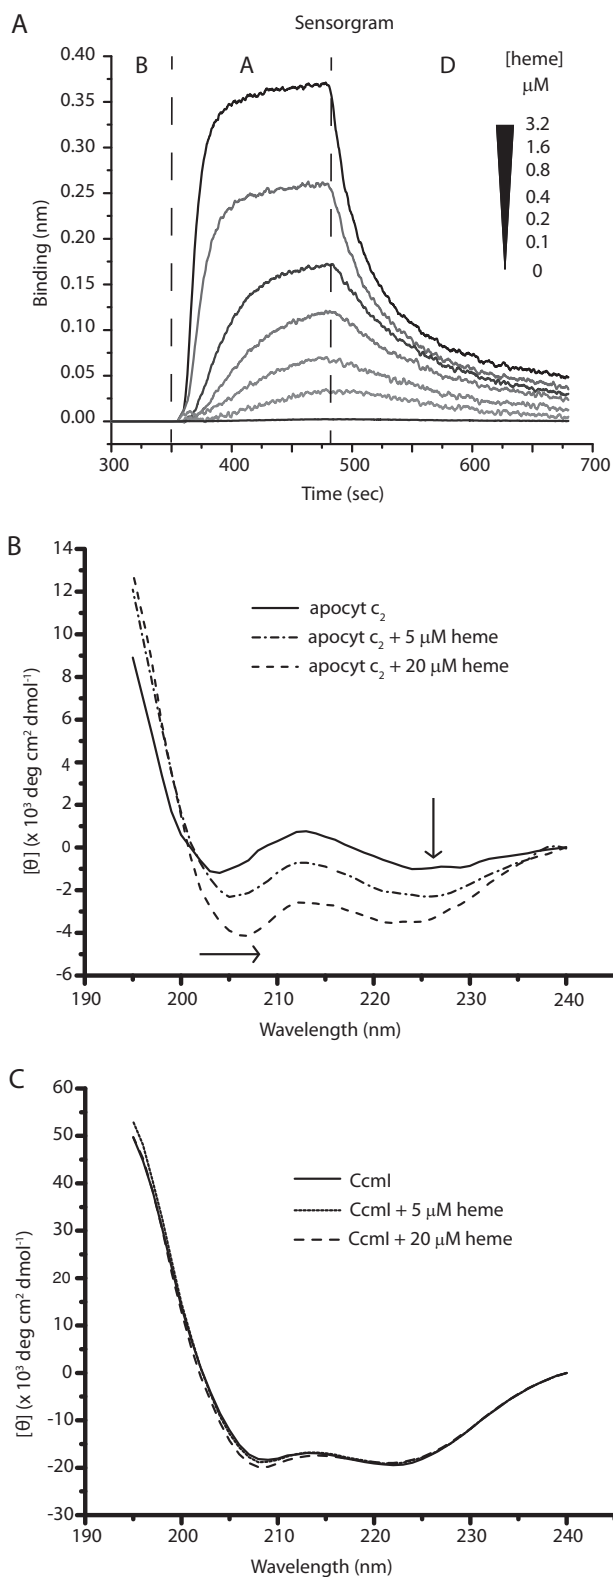 A
Sensorgram
B
A
D
[heme]
µM
3.2
1.6
0.8
0.4
0.2
0.1
0
0.40
0.35
0.30
0.25
0.20
0.15
0.10
0.05
0.00
Binding (nm)
300 400 500 600 700
Time (sec)
B
14
12
10
8
6
4
2
0
-2
-4
-6
[θ] (x 10³ deg cm² dmol⁻¹)
apocyt c₂
apocyt c₂ + 5 µM heme
apocyt c₂ + 20 µM heme
190 200 210 220 230 240
Wavelength (nm)
C
60
50
40
30
20
10
0
-10
-20
-30
[θ] (x 10³ deg cm² dmol⁻¹)
CcmI
CcmI + 5 µM heme
CcmI + 20 µM heme
190 200 210 220 230 240
Wavelength (nm)